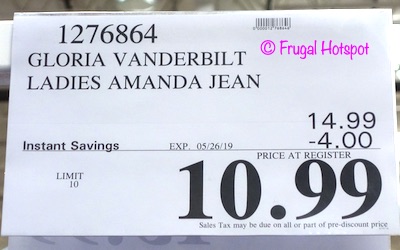 1276864
© Frugal Hotspot
GLORIA VANDERBILT
LADIES AMANDA JEAN
14.99
-4.00
Instant Savings EXP. 05/26/19
PRICE AT REGISTER
LIMIT
10
10.99
Sales Tax may be due on all or part of pre-discount price